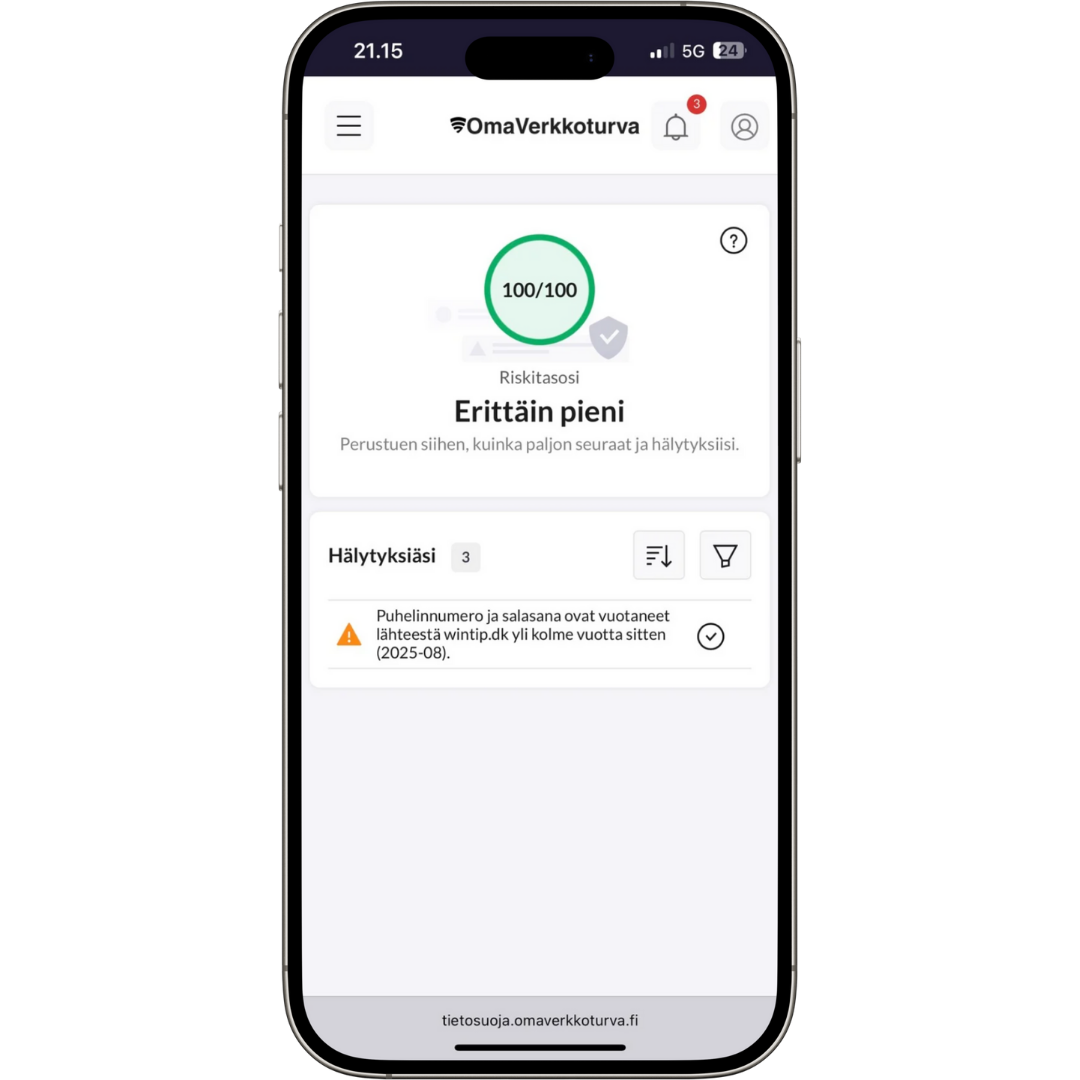 21.15
5G 24
OmaVerkkoturva
3
?
100/100
Riskitasosi
Erittäin pieni
Perustuen siihen, kuinka paljon seuraat ja hälytyksiisi.
Hälytyksiäsi 3
Puhelinnumero ja salasana ovat vuotaneet
lähteestä wintip.dk yli kolme vuotta sitten
(2025-08).
tietosuoja.omaverkkoturva.fi